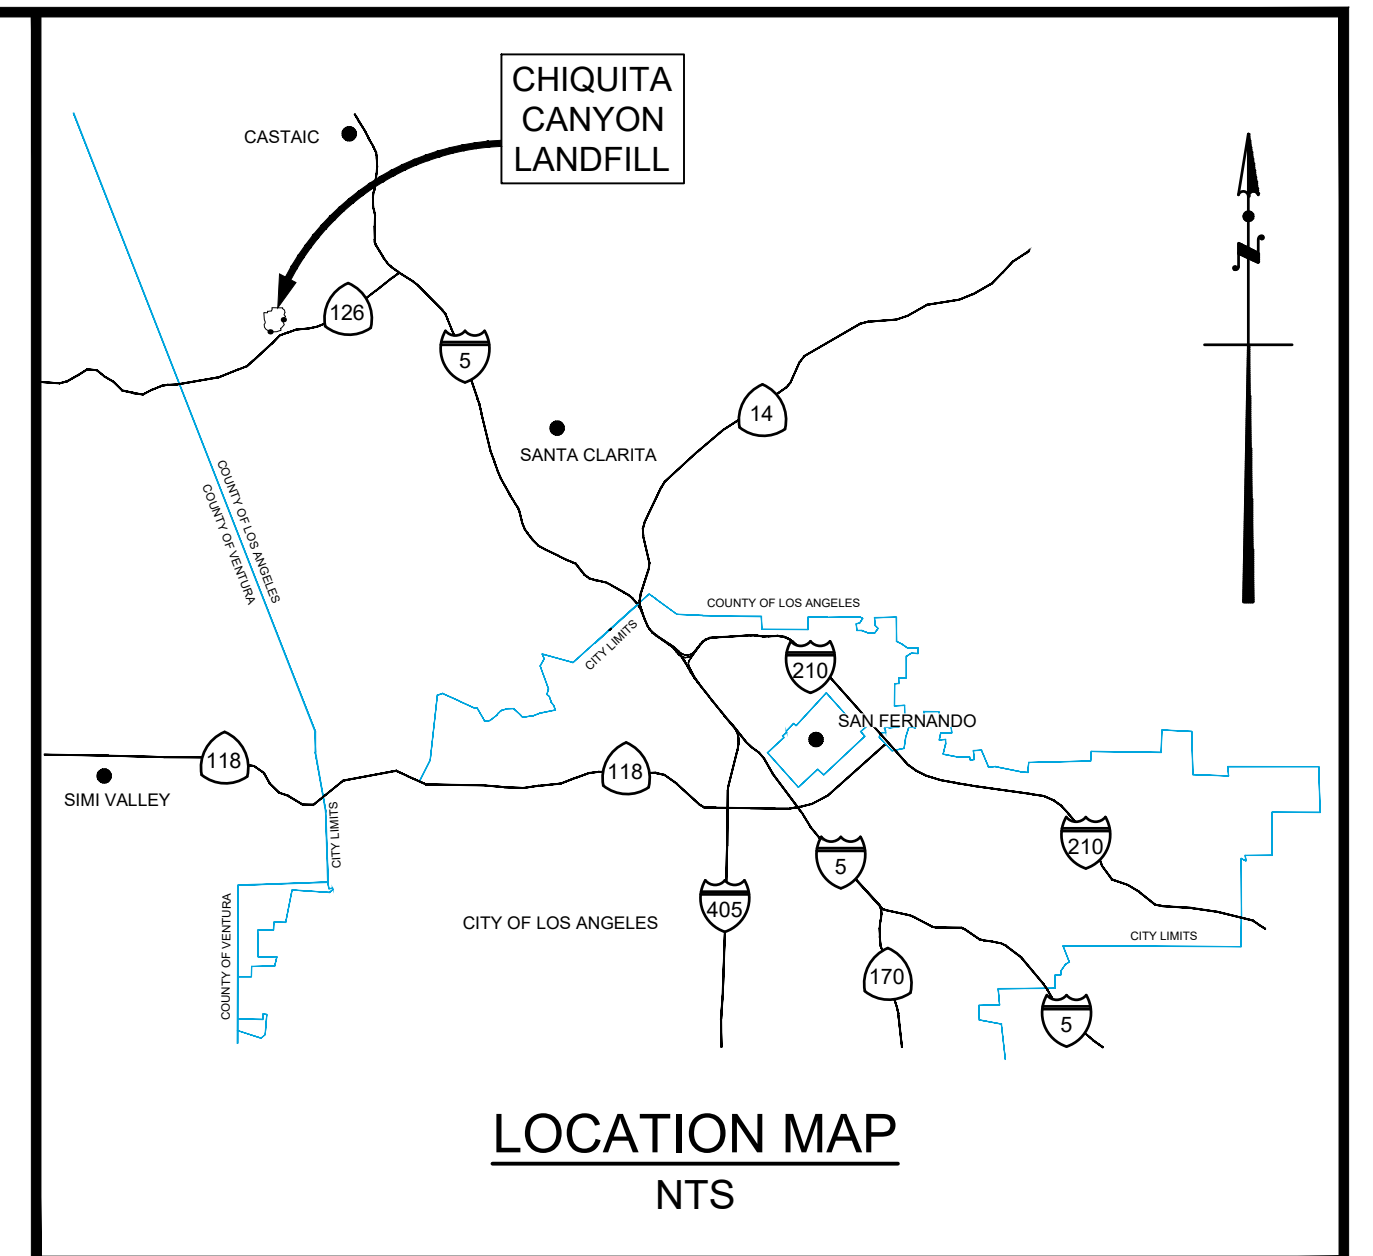 CHIQUITA
CANYON
LANDFILL
CASTAIC
126
5
14
SANTA CLARITA
COUNTY OF LOS ANGELES
COUNTY OF VENTURA
COUNTY OF LOS ANGELES
CITY LIMITS
210
SAN FERNANDO
118
118
SIMI VALLEY
CITY LIMITS
210
5
405
CITY OF LOS ANGELES
COUNTY OF VENTURA
CITY LIMITS
170
5
N
LOCATION MAP
NTS